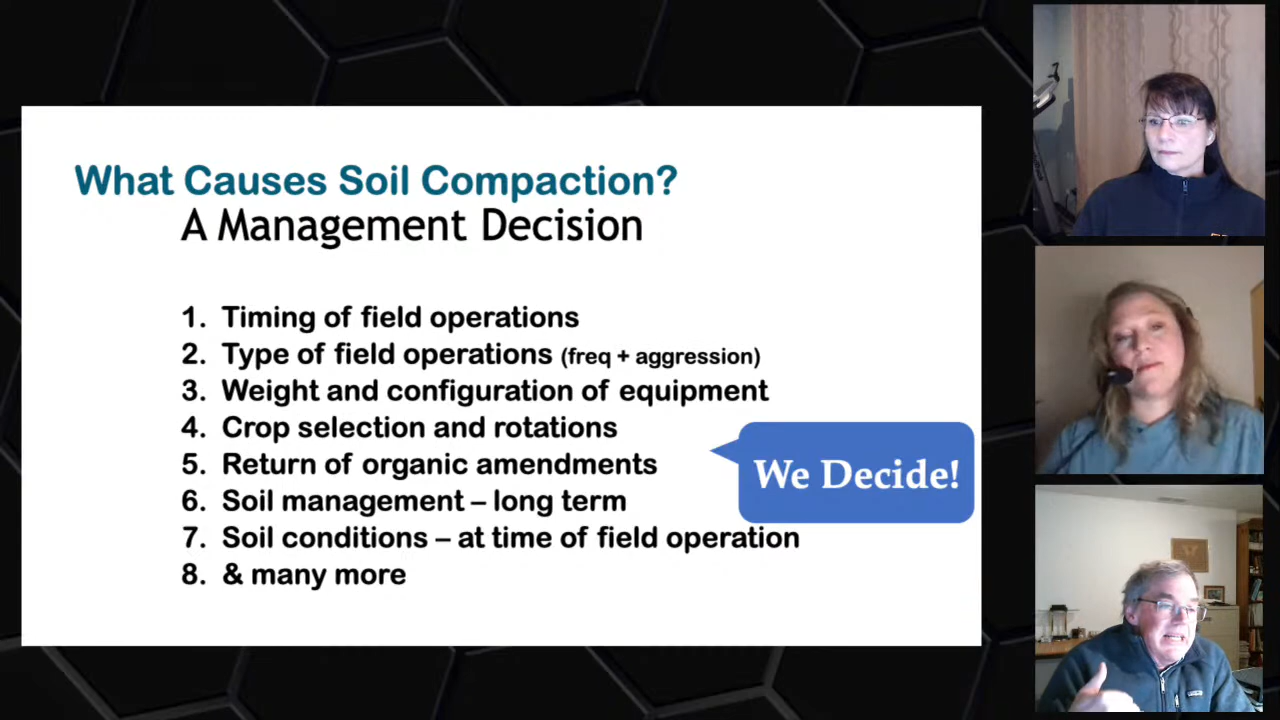 What Causes Soil Compaction?
A Management Decision
1. Timing of field operations
2. Type of field operations (freq + aggression)
3. Weight and configuration of equipment
4. Crop selection and rotations
5. Return of organic amendments
6. Soil management – long term
7. Soil conditions – at time of field operation
8. & many more
We Decide!